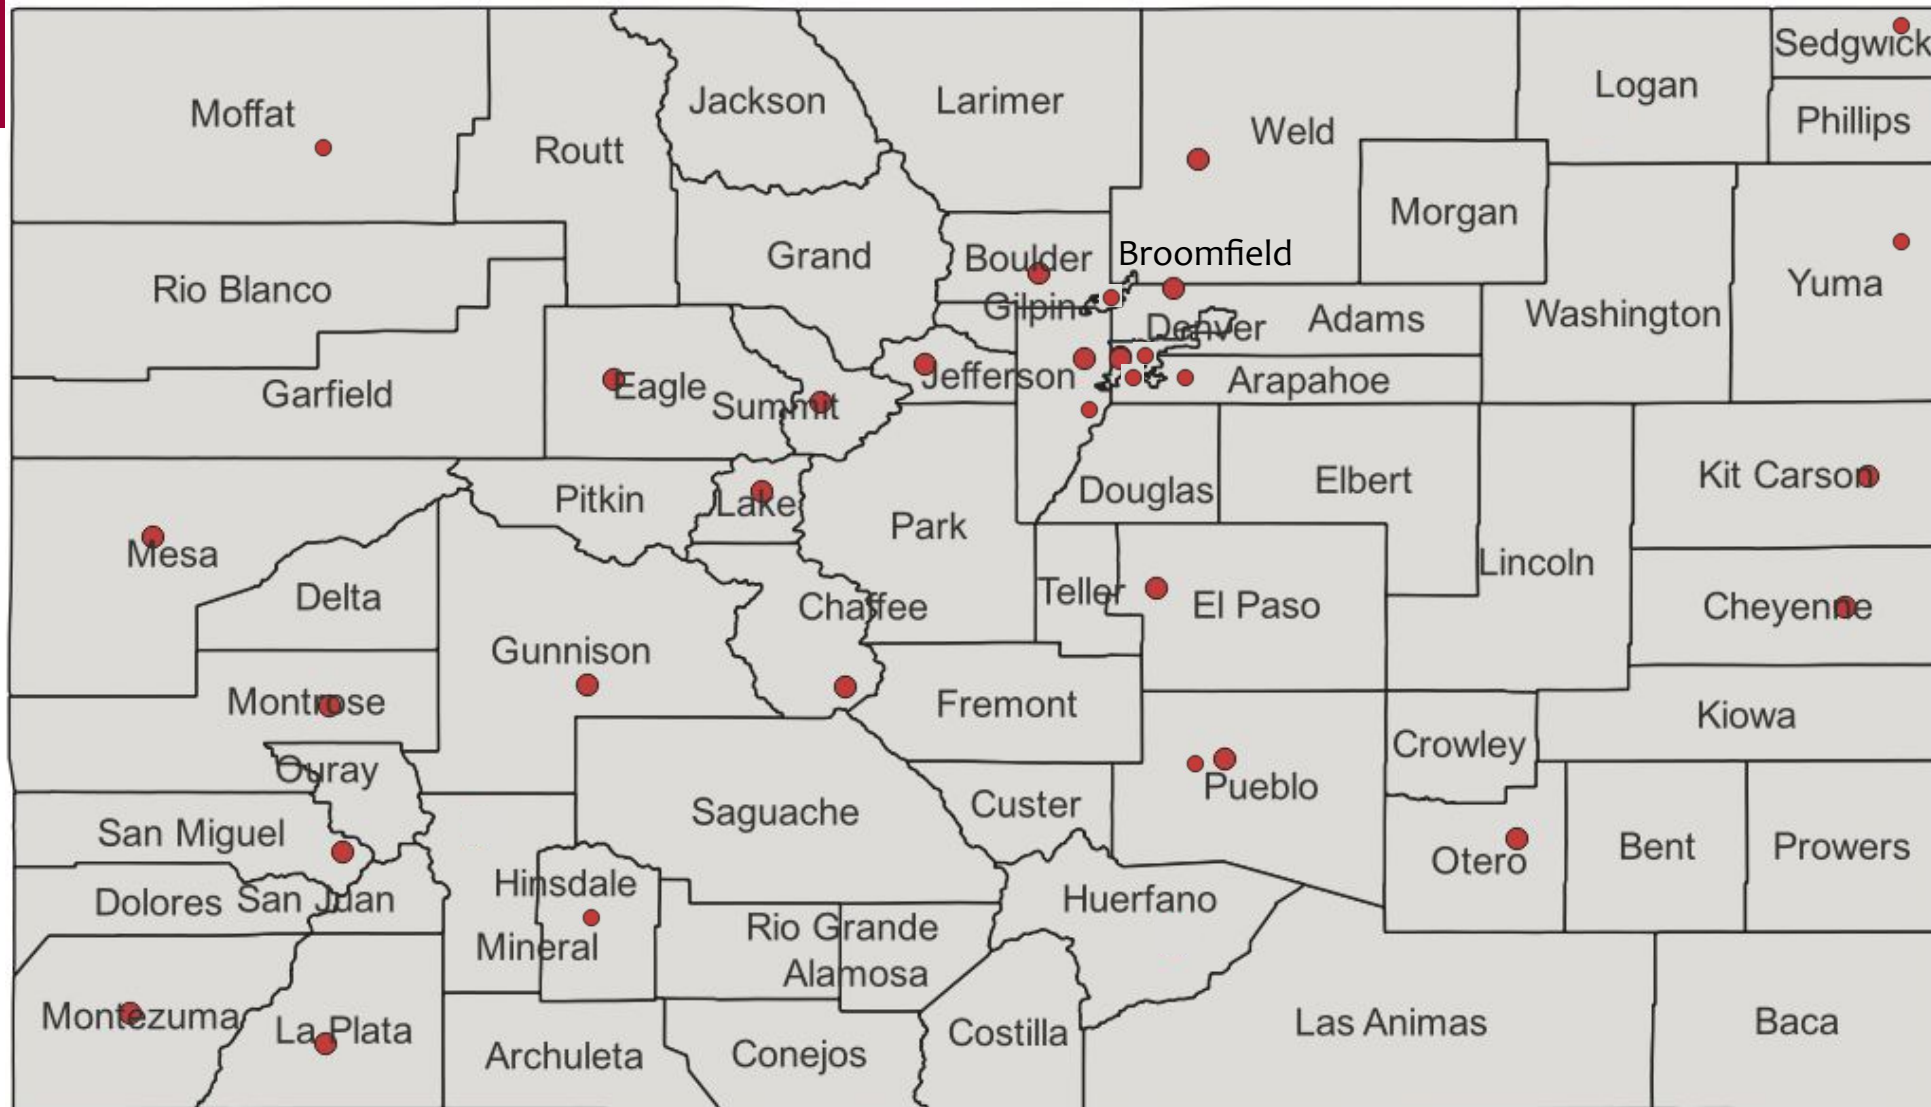 Sedgwick
Logan
Moffat
Jackson
Larimer
Phillips
Weld
Routt
Morgan
Grand
Boulder
Broomfield
Yuma
Rio Blanco
Gilpin
Denver
Adams
Washington
Garfield
Eagle
Summit
Jefferson
Arapahoe
Pitkin
Lake
Douglas
Elbert
Kit Carson
Park
Mesa
Delta
Chaffee
Teller
El Paso
Lincoln
Cheyenne
Gunnison
Montrose
Fremont
Kiowa
Crowley
Ouray
Pueblo
San Miguel
Saguache
Custer
Otero
Bent
Prowers
Dolores
San Juan
Hinsdale
Huerfano
Rio Grande
Mineral
Alamosa
Montezuma
La Plata
Archuleta
Conejos
Costilla
Las Animas
Baca